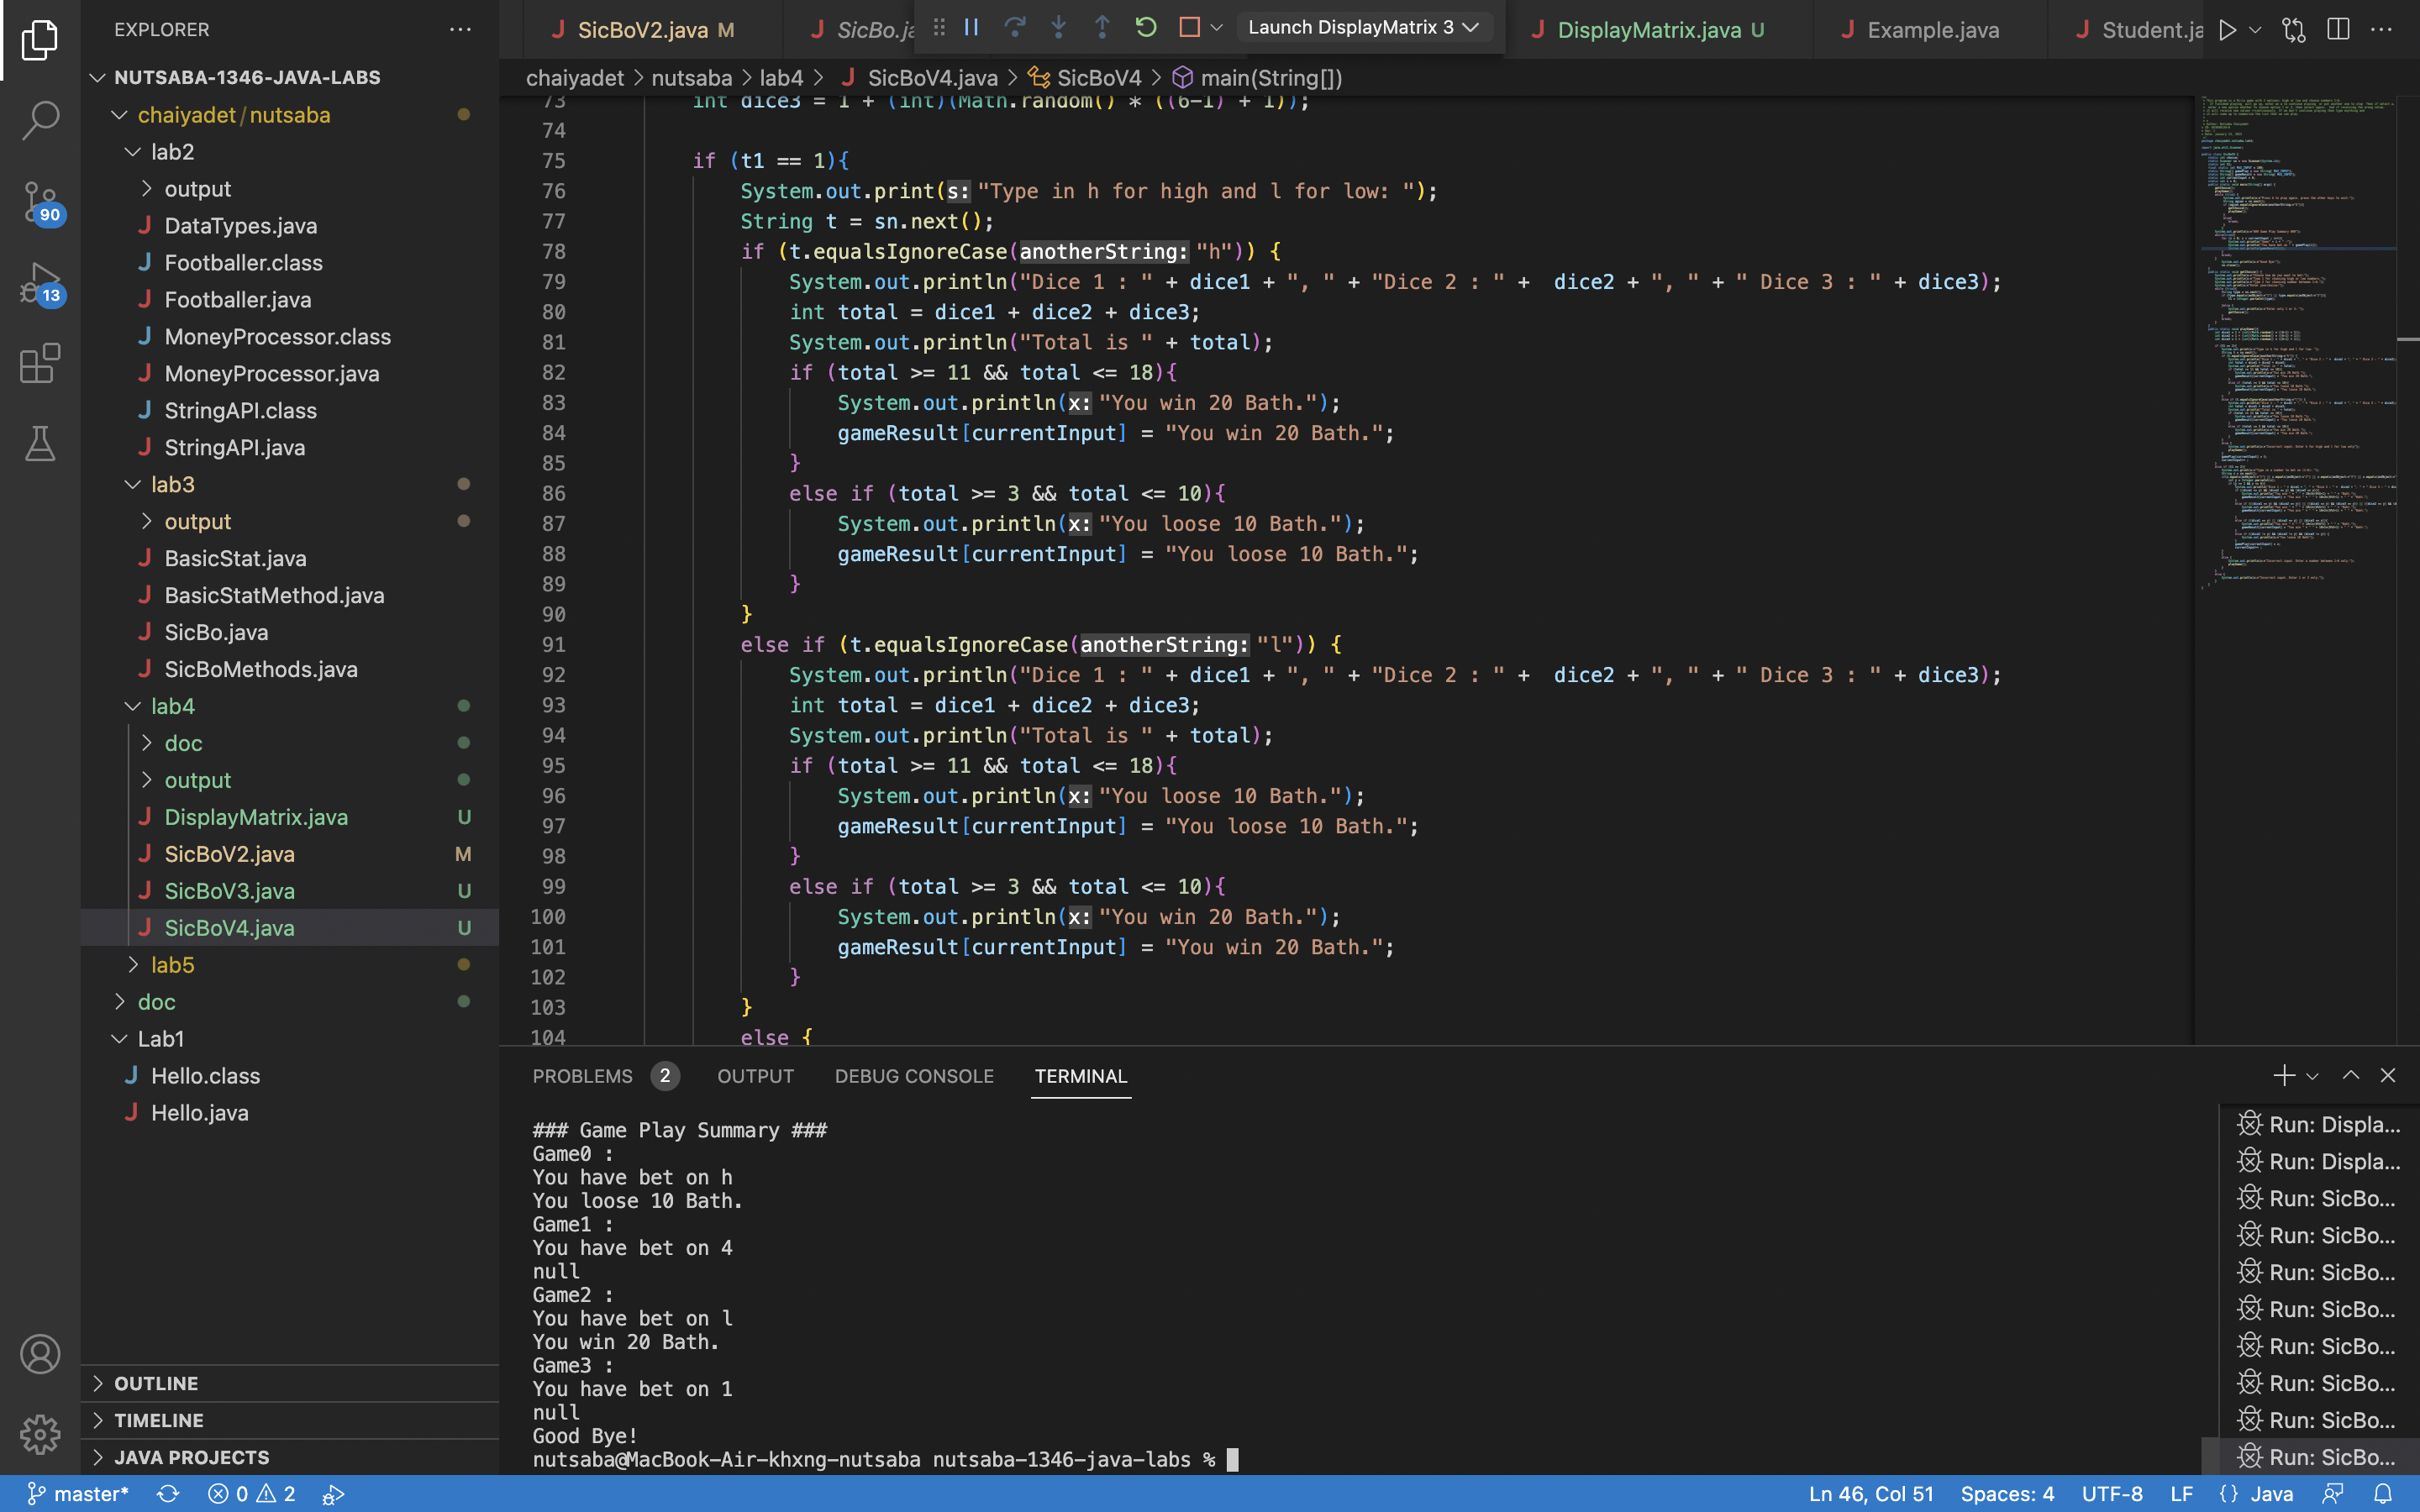 EXPLORER
NUTSABA-1346-JAVA-LABS
chaiyadet/nutsaba
lab2
output
DataTypes.java
Footballer.class
Footballer.java
MoneyProcessor.class
MoneyProcessor.java
StringAPI.class
StringAPI.java
lab3
output
BasicStat.java
BasicStatMethod.java
SicBo.java
SicBoMethods.java
lab4
doc
output
DisplayMatrix.java U
SicBoV2.java M
SicBoV3.java U
SicBoV4.java U
lab5
doc
Lab1
Hello.class
Hello.java
OUTLINE
TIMELINE
JAVA PROJECTS
90
13
SicBoV2.java M
SicBo.ja
Launch DisplayMatrix 3
DisplayMatrix.java U
Example.java
Student.ja
chaiyadet > nutsaba > lab4 > SicBoV4.java > SicBoV4 > main(String[])
73 int dice3 = 1 + (int)(Math.random() * ((6-1) + 1));
74
75 if (t1 == 1){
76 System.out.print(s: "Type in h for high and l for low: ");
77 String t = sn.next();
78 if (t.equalsIgnoreCase(anotherString: "h")) {
79 System.out.println("Dice 1 : " + dice1 + ", " + "Dice 2 : " +  dice2 + ", " + " Dice 3 : " + dice3);
80 int total = dice1 + dice2 + dice3;
81 System.out.println("Total is " + total);
82 if (total >= 11 && total <= 18){
83 System.out.println(x: "You win 20 Bath.");
84 gameResult[currentInput] = "You win 20 Bath.";
85 }
86 else if (total >= 3 && total <= 10){
87 System.out.println(x: "You loose 10 Bath.");
88 gameResult[currentInput] = "You loose 10 Bath.";
89 }
90 }
91 else if (t.equalsIgnoreCase(anotherString: "l")) {
92 System.out.println("Dice 1 : " + dice1 + ", " + "Dice 2 : " +  dice2 + ", " + " Dice 3 : " + dice3);
93 int total = dice1 + dice2 + dice3;
94 System.out.println("Total is " + total);
95 if (total >= 11 && total <= 18){
96 System.out.println(x: "You loose 10 Bath.");
97 gameResult[currentInput] = "You loose 10 Bath.";
98 }
99 else if (total >= 3 && total <= 10){
100 System.out.println(x: "You win 20 Bath.");
101 gameResult[currentInput] = "You win 20 Bath.";
102 }
103 }
104 else {
PROBLEMS 2 OUTPUT DEBUG CONSOLE TERMINAL
### Game Play Summary ###
Game0 :
You have bet on h
You loose 10 Bath.
Game1 :
You have bet on 4
null
Game2 :
You have bet on l
You win 20 Bath.
Game3 :
You have bet on 1
null
Good Bye!
nutsaba@MacBook-Air-khxng-nutsaba nutsaba-1346-java-labs %
Run: Displa...
Run: Displa...
Run: SicBo...
Run: SicBo...
Run: SicBo...
Run: SicBo...
Run: SicBo...
Run: SicBo...
Run: SicBo...
Run: SicBo...
master* 0 2
Ln 46, Col 51 Spaces: 4 UTF-8 LF {} Java